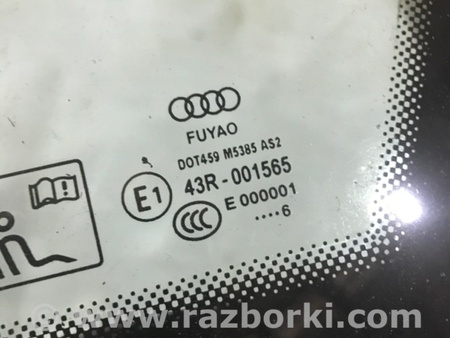 FUYAO
DOT459 M5385 AS2
E1
43R-001565
CCC
E 000001
....6
www.razborki.com